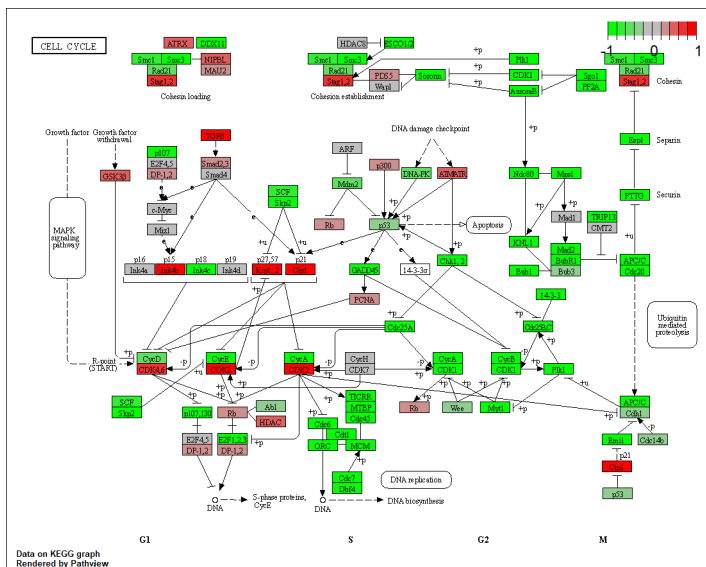 CELL CYCLE
ATRX
DDX11
HDAC8
ESCO1/2
-1
0
1
Smc1
Smc3
Rad21
Stag1,2
NIPBL
MAU2
Cohesin loading
Smc1
Smc3
Rad21
Stag1,2
PDS5
Wapl
Sororin
Cohesion establishment
Plk1
CDK1
AuroraB
Sgo1
PP2A
Smc1
Smc3
Rad21
Stag1,2
Cohesin
Growth factor
Growth factor
withdrawal
GSK3β
TGFβ
p107
E2F4,5
DP-1,2
Smad2,3
Smad4
c-Myc
Miz1
ARF
Mdm2
p300
DNA damage checkpoint
DNA-PK
ATMATR
Rb
p53
Apoptosis
SCF
Skp2
Ndc80
Mps1
Mad1
KNL1
Mad2
BubR1
Bub1
Bub3
Esp1
Separin
PTTG
Securin
TRIP13
CMT2
APC/C
Cdc20
MAPK
signaling
pathway
p16
p15
p18
p19
p27,57
p21
Ink4a
Ink4b
Ink4c
Ink4d
Kip1,2
Cip1
GADD45
14-3-3σ
Chk1, 2
PCNA
14-3-3
Cdc25A
Cdc25B,C
Ubiquitin
mediated
proteolysis
R-point
(START)
CycD
CDK4,6
CycE
CDK2
CycA
CDK2
CycH
CDK7
CycA
CDK1
CycB
CDK1
Plk1
APC/C
Cdh1
SCF
Skp2
p107,130
Rb
Abl
HDAC
E2F4,5
DP-1,2
E2F1,2,3
DP-1,2
TICRR
MTBP
Cdc45
Cdc6
Cdt1
ORC
MCM
Cdc7
Dbf4
Rb
Wee
Myt1
Emi1
Cdc14b
p21
Cip1
p53
DNA replication
DNA
S-phase proteins,
CycE
DNA
DNA biosynthesis
G1
S
G2
M
Data on KEGG graph
Rendered by Pathview